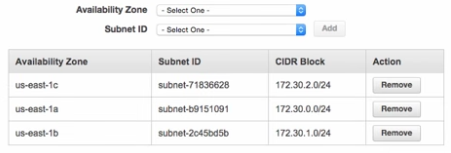 Availability Zone - Select One -
Subnet ID - Select One - Add
Availability Zone Subnet ID CIDR Block Action
us-east-1c subnet-71836628 172.30.2.0/24 Remove
us-east-1a subnet-b9151091 172.30.0.0/24 Remove
us-east-1b subnet-2c45bd5b 172.30.1.0/24 Remove